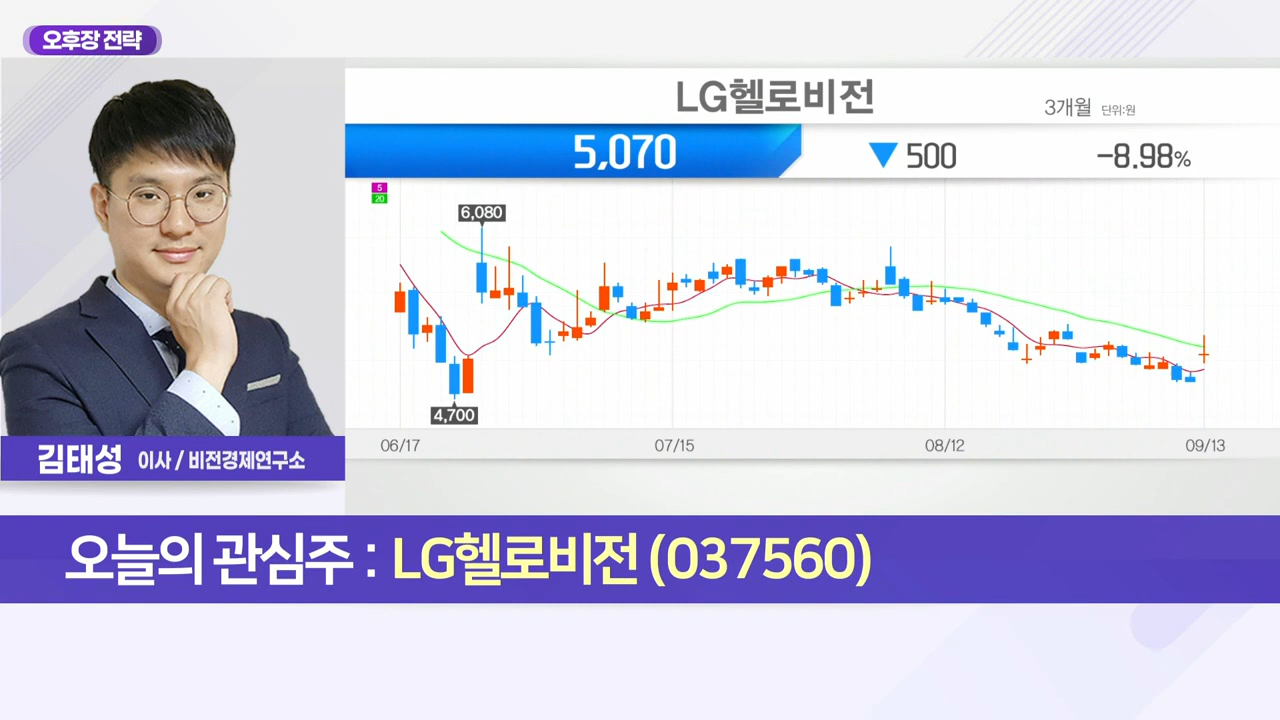 오후장 전략
LG헬로비전
3개월 단위:원
5,070 ▼ 500 -8.98%
5
20
6,080
4,700
06/17 07/15 08/12 09/13
김태성 이사 / 비전경제연구소
오늘의 관심주 : LG헬로비전 (037560)